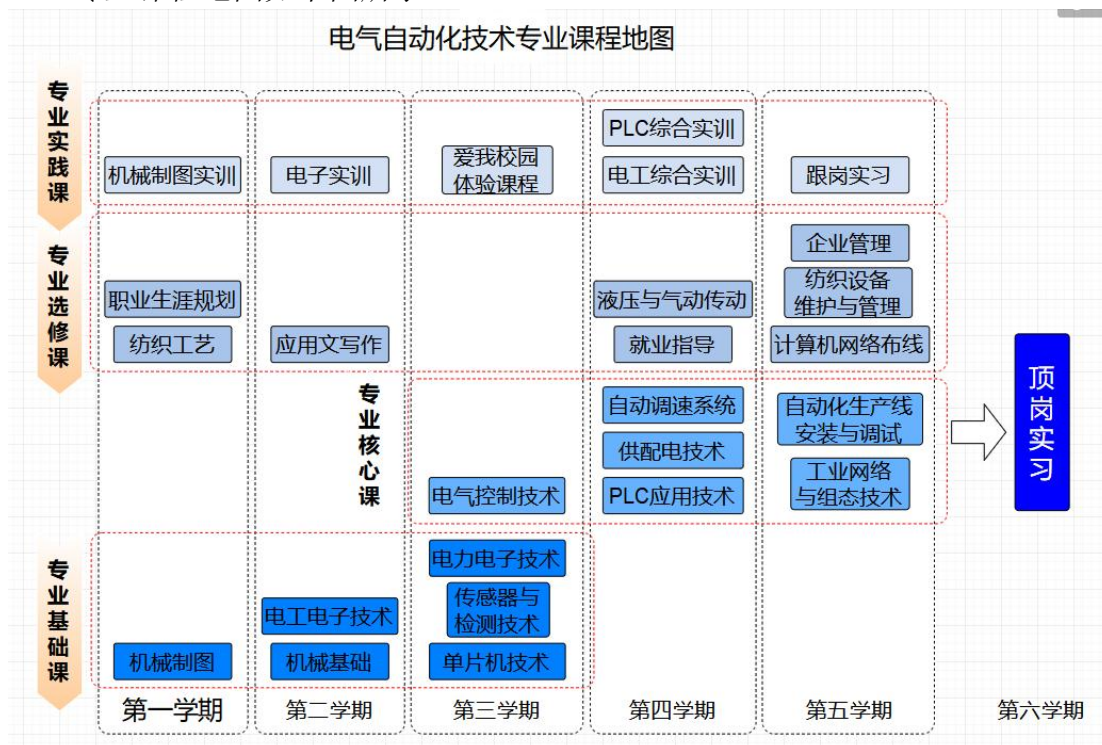 电气自动化技术专业课程地图
专业实践课
PLC综合实训
机械制图实训
电子实训
爱我校园
体验课程
电工综合实训
跟岗实习
专业选修课
企业管理
职业生涯规划
液压与气动传动
纺织设备
维护与管理
纺织工艺
应用文写作
就业指导
计算机网络布线
专业核心课
自动调速系统
自动化生产线
安装与调试
供配电技术
电气控制技术
PLC应用技术
工业网络
与组态技术
顶岗实习
专业基础课
电力电子技术
电工电子技术
传感器与
检测技术
机械制图
机械基础
单片机技术
第一学期
第二学期
第三学期
第四学期
第五学期
第六学期